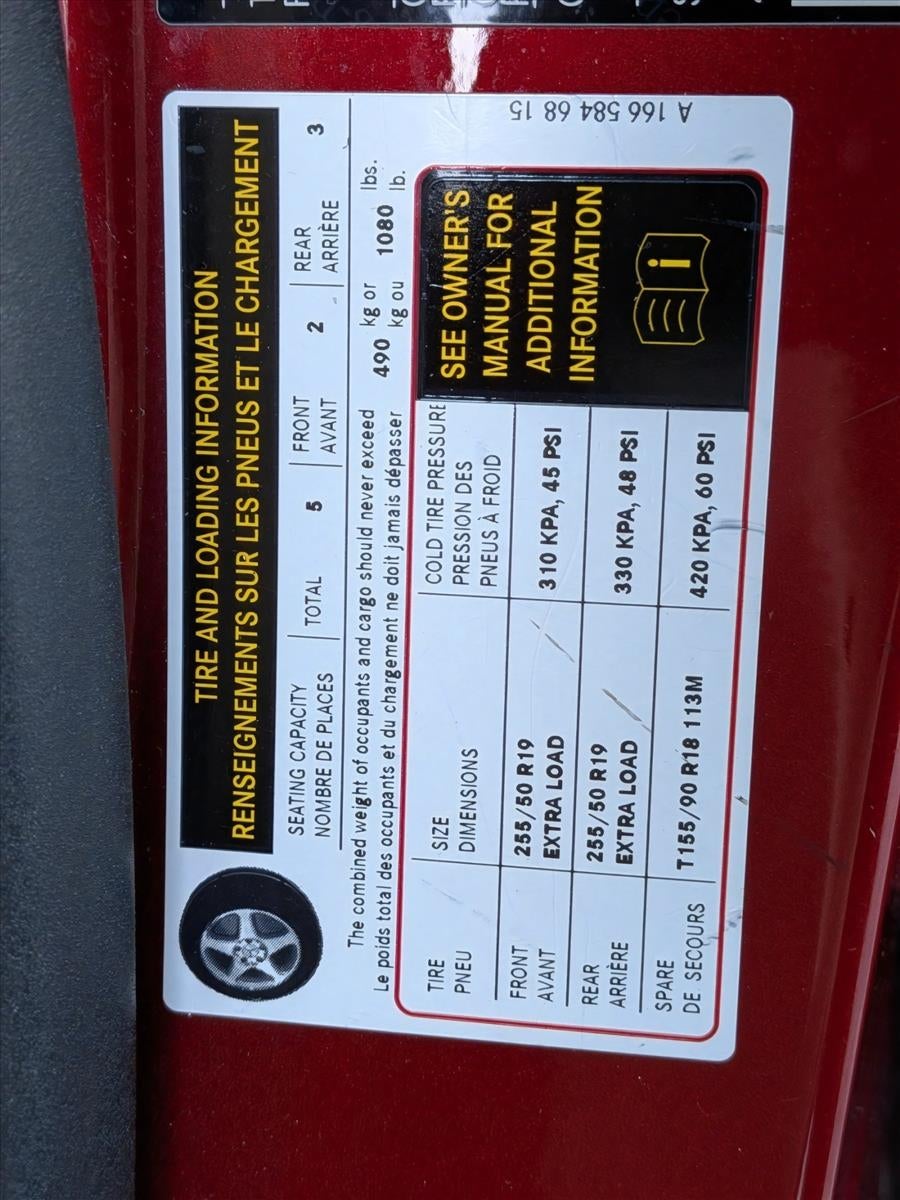 TIRE AND LOADING INFORMATION
RENSEIGNEMENTS SUR LES PNEUS ET LE CHARGEMENT
SEATING CAPACITY
NOMBRE DE PLACES
TOTAL 5
FRONT
AVANT
2
REAR
ARRIÈRE
3
The combined weight of occupants and cargo should never exceed
Le poids total des occupants et du chargement ne doit jamais dépasser
490
kg or
kg ou
1080
lbs.
lb.
TIRE
PNEU
SIZE
DIMENSIONS
COLD TIRE PRESSURE
PRESSION DES
PNEUS À FROID
FRONT
AVANT
255/50 R19
EXTRA LOAD
310 KPA, 45 PSI
REAR
ARRIÈRE
255/50 R19
EXTRA LOAD
330 KPA, 48 PSI
SPARE
DE SECOURS
T155/90 R18 113M
420 KPA, 60 PSI
SEE OWNER'S
MANUAL FOR
ADDITIONAL
INFORMATION
A 166 584 68 15